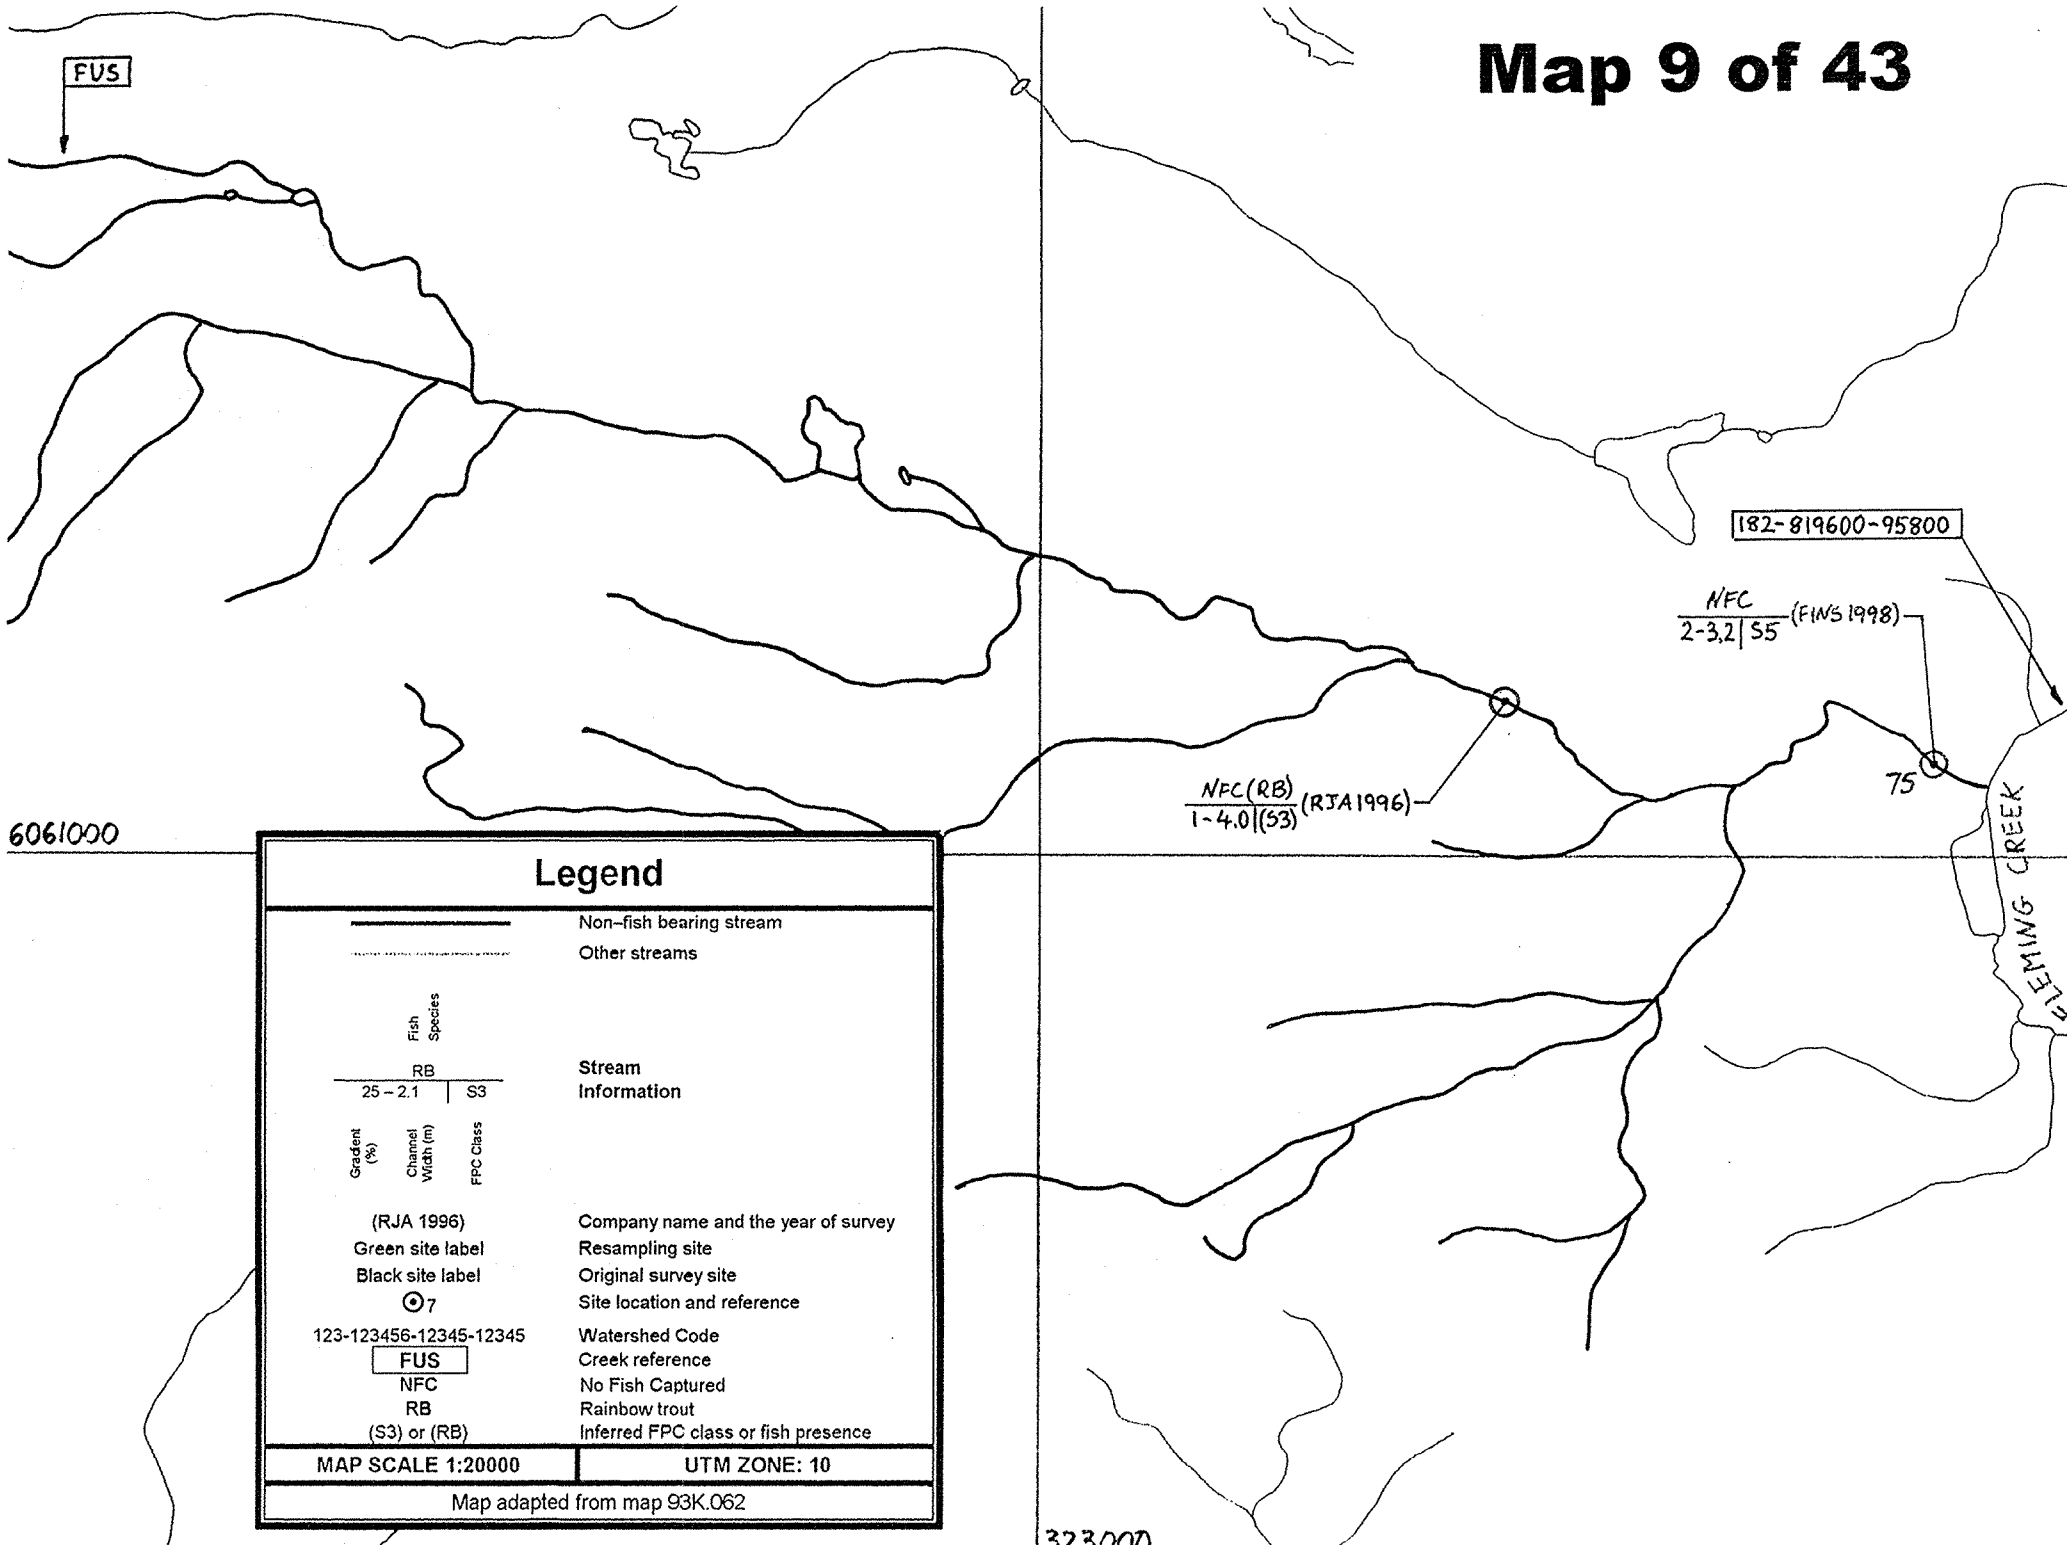 Map 9 of 43
FUS
182-819600-95800
NFC
2-3,2 | S5 (FINS 1998)
75
NFC (RB)
1-4.0 | (S3) (RJA 1996)
FLEMING CREEK
6061000
323000
Legend
Non-fish bearing stream
Other streams
Fish Species
RB
25 – 2.1 | S3
Stream
Information
Gradient (%)
Channel Width (m)
FPC Class
(RJA 1996) Company name and the year of survey
Green site label Resampling site
Black site label Original survey site
7 Site location and reference
123-123456-12345-12345 Watershed Code
FUS Creek reference
NFC No Fish Captured
RB Rainbow trout
(S3) or (RB) Inferred FPC class or fish presence
MAP SCALE 1:20000 UTM ZONE: 10
Map adapted from map 93K.062